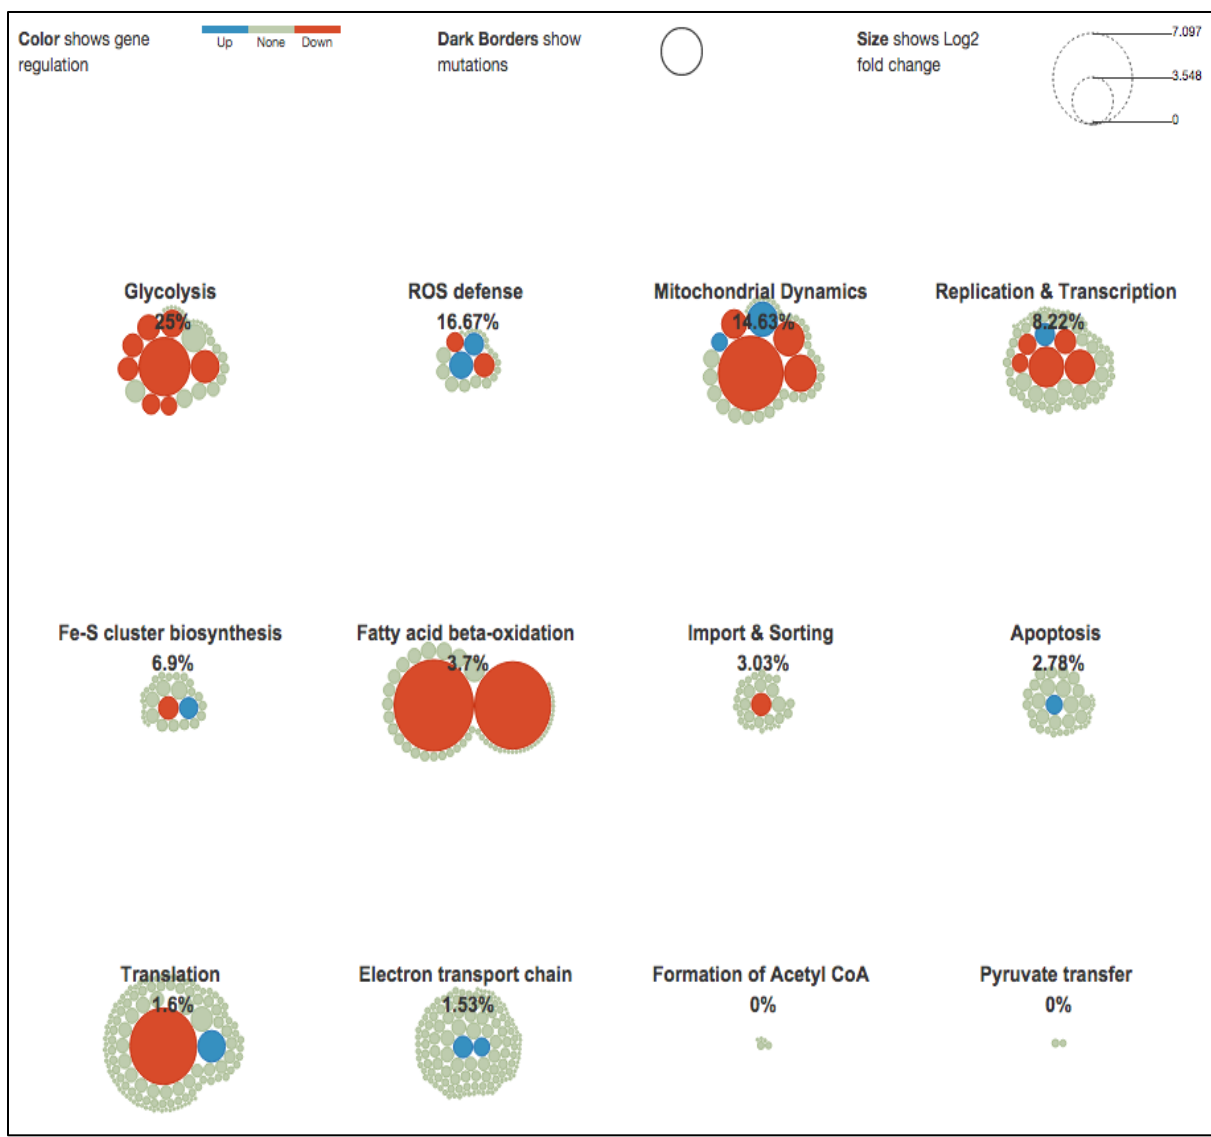 Color shows gene
regulation
Up None Down
Dark Borders show
mutations
Size shows Log2
fold change
7.097
3.548
0
Glycolysis
25%
ROS defense
16.67%
Mitochondrial Dynamics
14.63%
Replication & Transcription
8.22%
Fe-S cluster biosynthesis
6.9%
Fatty acid beta-oxidation
3.7%
Import & Sorting
3.03%
Apoptosis
2.78%
Translation
1.6%
Electron transport chain
1.53%
Formation of Acetyl CoA
0%
Pyruvate transfer
0%